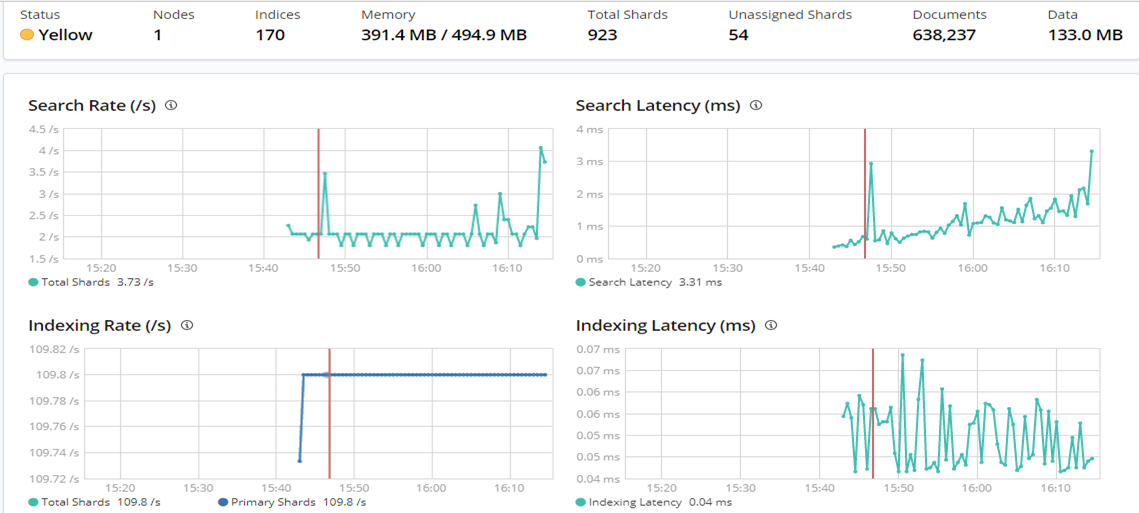 Status Nodes Indices Memory Total Shards Unassigned Shards Documents Data
Yellow 1 170 391.4 MB / 494.9 MB 923 54 638,237 133.0 MB
Search Rate (/s)
4.5 /s
4 /s
3.5 /s
3 /s
2.5 /s
2 /s
1.5 /s
15:20 15:30 15:40 15:50 16:00 16:10
Total Shards 3.73 /s
Search Latency (ms)
4 ms
3 ms
2 ms
1 ms
0 ms
15:20 15:30 15:40 15:50 16:00 16:10
Search Latency 3.31 ms
Indexing Rate (/s)
109.82 /s
109.8 /s
109.78 /s
109.76 /s
109.74 /s
109.72 /s
15:20 15:30 15:40 15:50 16:00 16:10
Total Shards 109.8 /s Primary Shards 109.8 /s
Indexing Latency (ms)
0.07 ms
0.07 ms
0.06 ms
0.06 ms
0.05 ms
0.05 ms
0.04 ms
15:20 15:30 15:40 15:50 16:00 16:10
Indexing Latency 0.04 ms